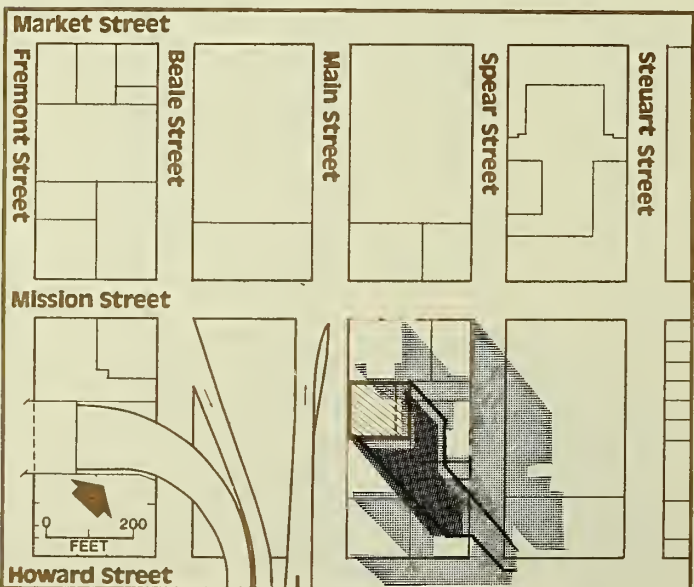 Market Street
Fremont Street
Beale Street
Main Street
Spear Street
Steuart Street
Mission Street
0 200
FEET
Howard Street